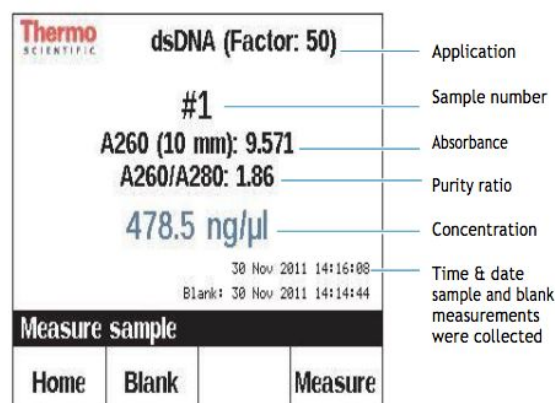 Thermo
SCIENTIFIC
dsDNA (Factor: 50)
Application
#1
Sample number
A260 (10 mm): 9.571
Absorbance
A260/A280: 1.86
Purity ratio
478.5 ng/µl
Concentration
30 Nov 2011 14:16:08
Blank: 30 Nov 2011 14:14:44
Time & date
sample and blank
measurements
were collected
Measure sample
Home
Blank
Measure